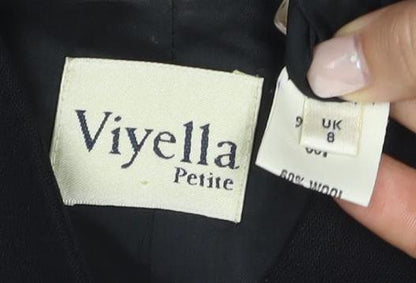 Viyella
Petite
UK
8
60% WOOL